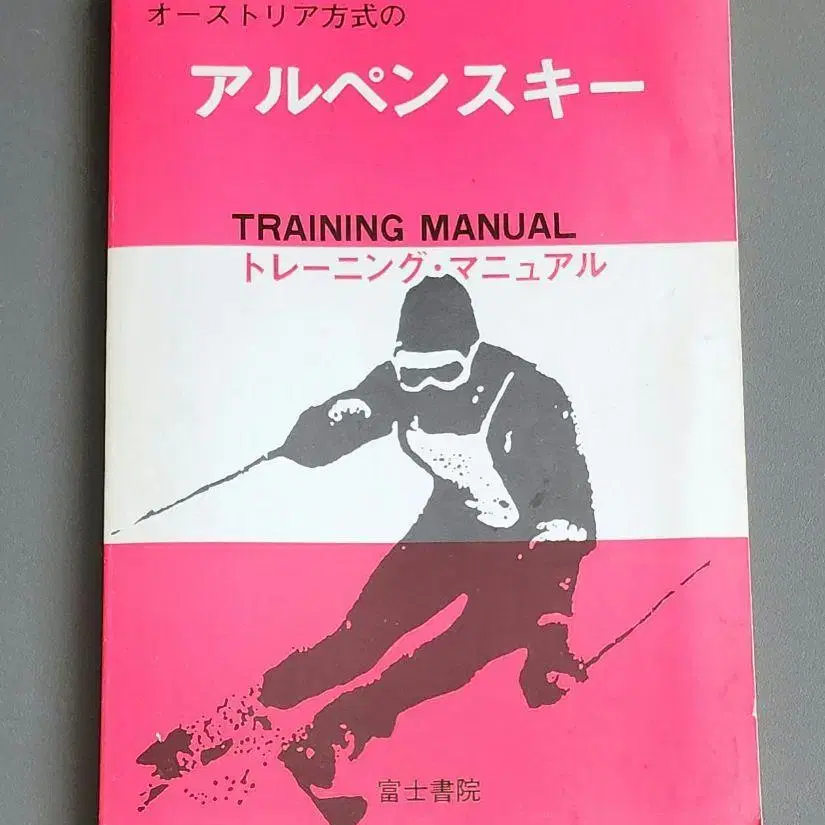 オーストリア方式の
アルペンスキー
TRAINING MANUAL
トレーニング・マニュアル
富士書院